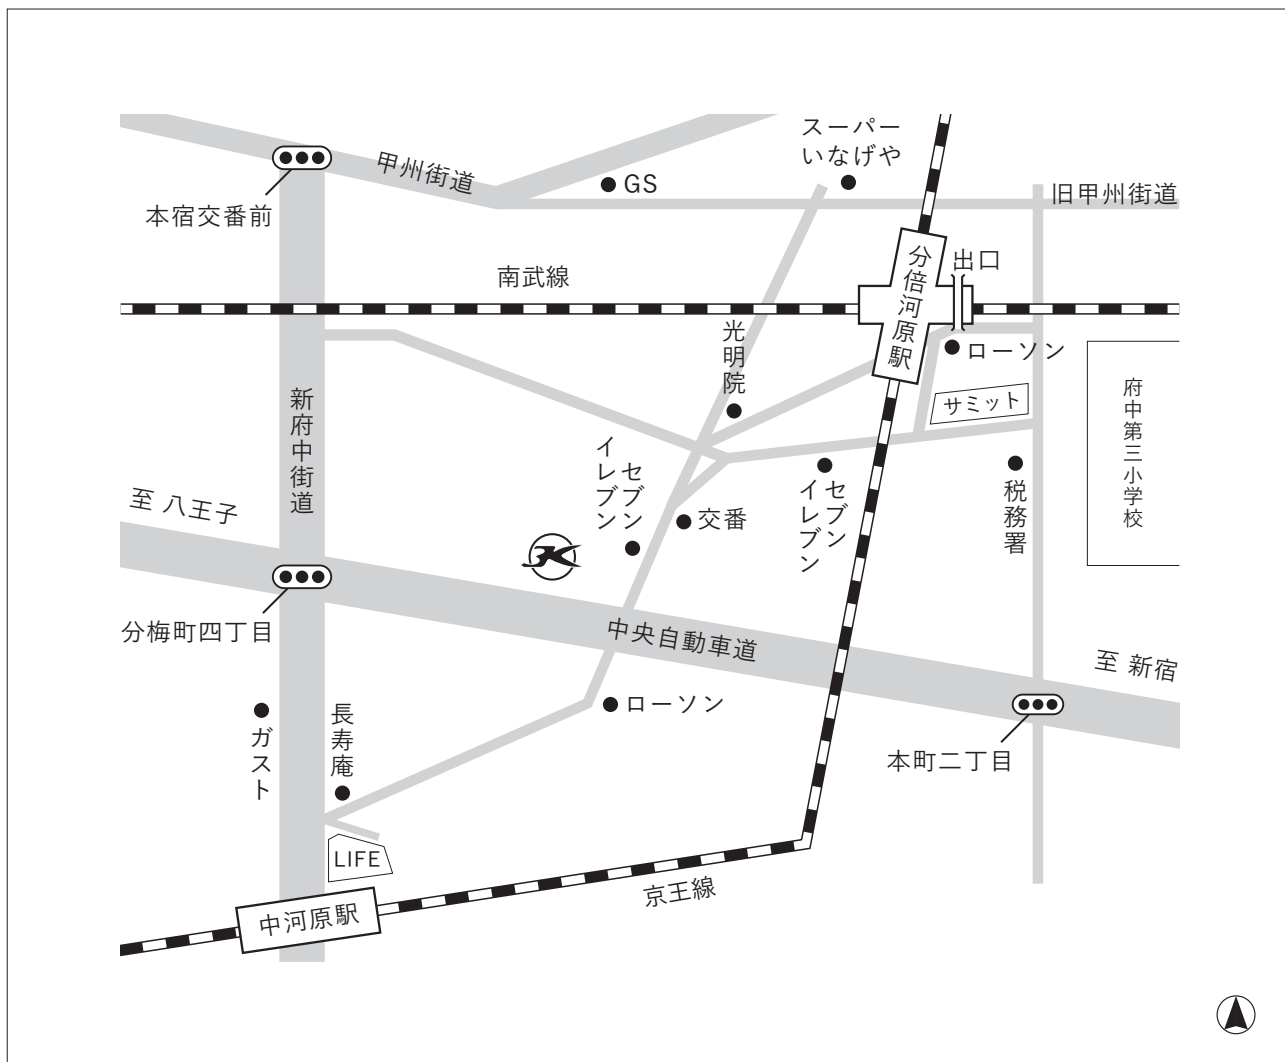 スーパー
いなげや
甲州街道
GS
旧甲州街道
本宿交番前
分倍河原駅
出口
南武線
光明院
ローソン
サミット
府中第三小学校
新府中街道
セブン
イレブン
セブン
イレブン
税務署
至 八王子
交番
分梅町四丁目
中央自動車道
至 新宿
ローソン
長寿庵
ガスト
本町二丁目
LIFE
京王線
中河原駅